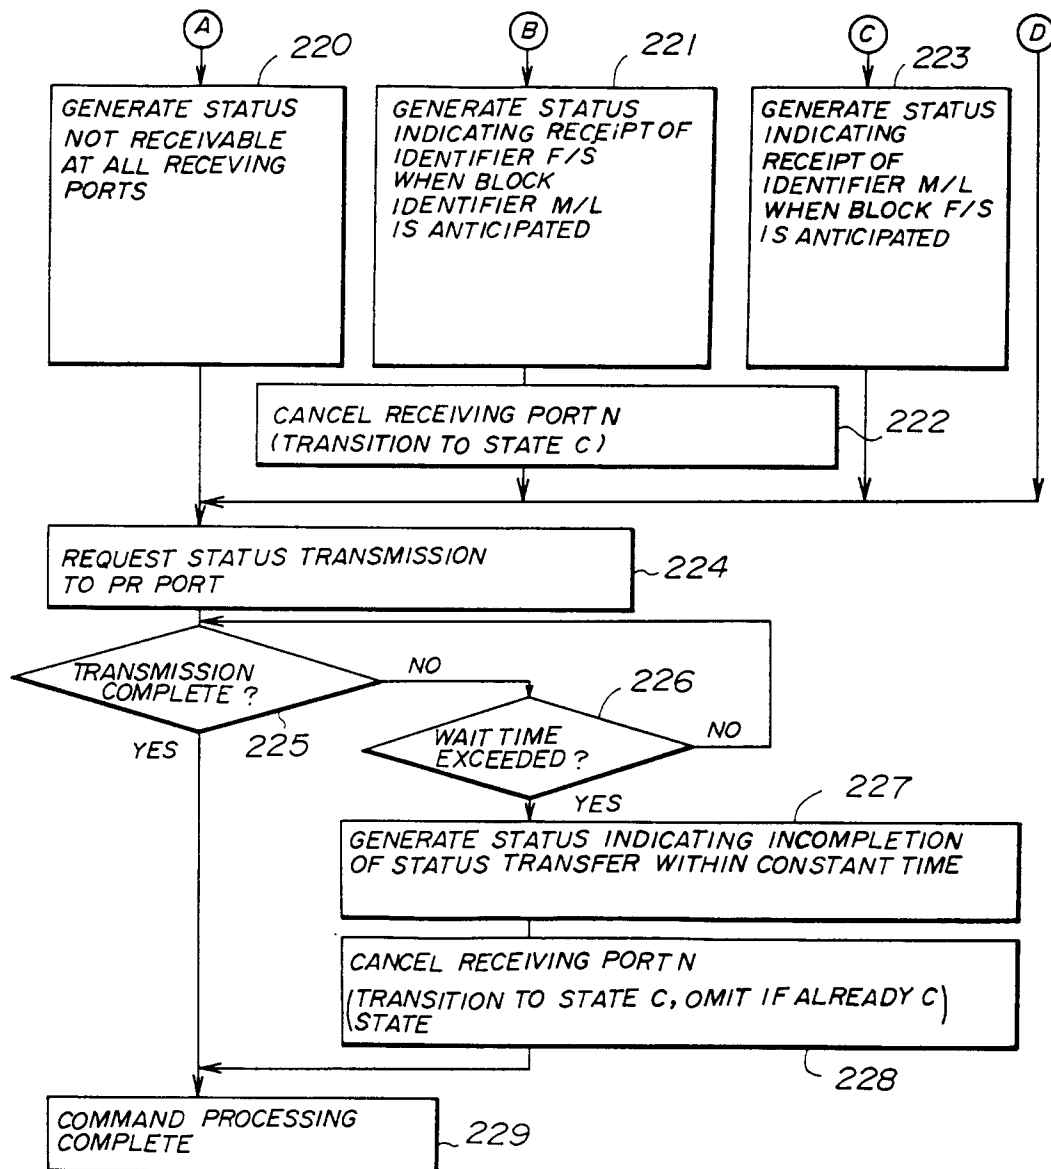 A
B
C
D
220
221
223
GENERATE STATUS
NOT RECEIVABLE
AT ALL RECEVING
PORTS
GENERATE STATUS
INDICATING RECEIPT OF
IDENTIFIER F/S
WHEN BLOCK
IDENTIFIER M/L
IS ANTICIPATED
GENERATE STATUS
INDICATING
RECEIPT OF
IDENTIFIER M/L
WHEN BLOCK F/S
IS ANTICIPATED
CANCEL RECEIVING PORT N
(TRANSITION TO STATE C)
222
REQUEST STATUS TRANSMISSION
TO PR PORT
224
TRANSMISSION
COMPLETE ?
NO
225
YES
226
WAIT TIME
EXCEEDED ?
NO
YES
227
GENERATE STATUS INDICATING INCOMPLETION
OF STATUS TRANSFER WITHIN CONSTANT TIME
CANCEL RECEIVING PORT N
(TRANSITION TO STATE C, OMIT IF ALREADY C)
(STATE
228
COMMAND PROCESSING
COMPLETE
229